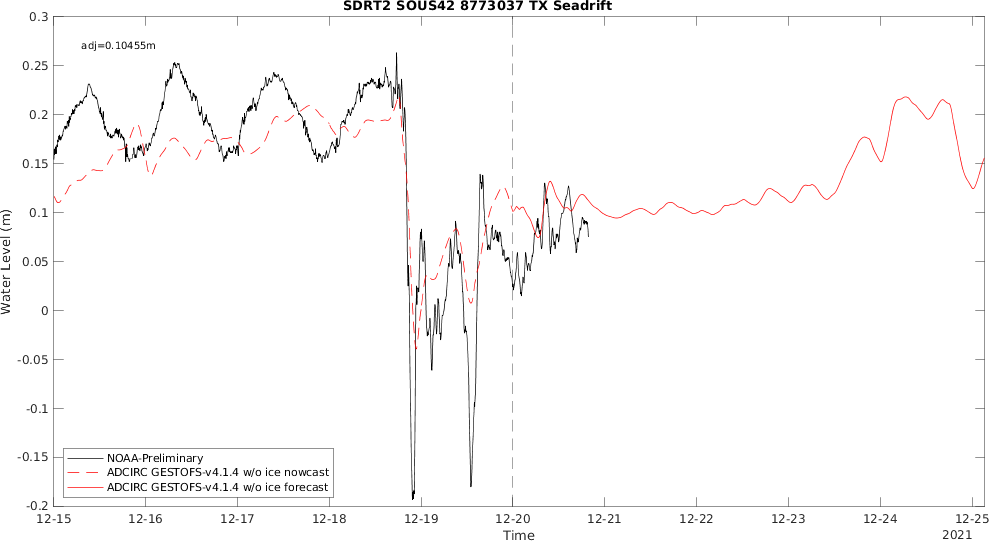 SDRT2 SOUS42 8773037 TX Seadrift
adj=0.10455m
0.3
0.25
0.2
0.15
0.1
0.05
0
-0.05
-0.1
-0.15
-0.2
Water Level (m)
NOAA-Preliminary
ADCIRC GESTOFS-v4.1.4 w/o ice nowcast
ADCIRC GESTOFS-v4.1.4 w/o ice forecast
12-15 12-16 12-17 12-18 12-19 12-20 12-21 12-22 12-23 12-24 12-25
Time
2021